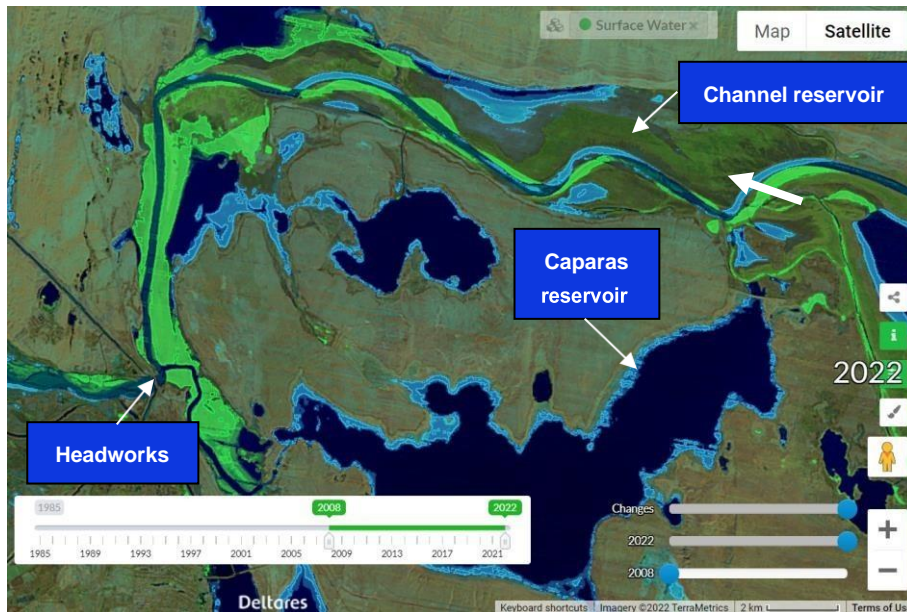 Surface Water ×
Map
Satellite
Channel reservoir
Caparas
reservoir
2022
Headworks
1985
2008
2022
1985 1989 1993 1997 2001 2005 2009 2013 2017 2021
Changes
2022
2008
Deltares
Keyboard shortcuts
Imagery ©2022 TerraMetrics
2 km
Terms of Us